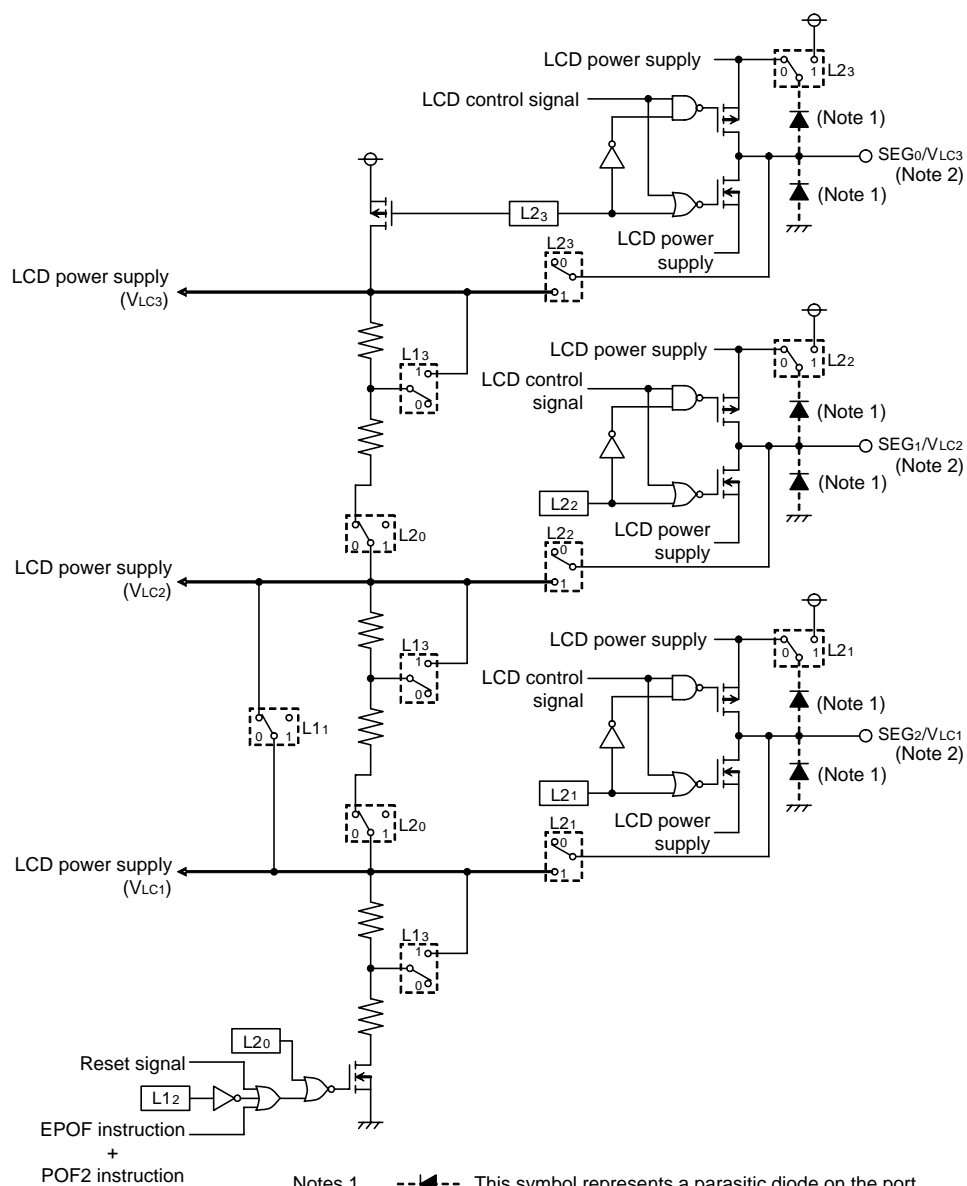 LCD power supply
0 1
L23
LCD control signal
(Note 1)
SEG0/VLC3
(Note 2)
L23
(Note 1)
LCD power
supply
L23
0
1
LCD power supply
(VLC3)
L13
1
0
LCD power supply
0 1
L22
LCD control
signal
(Note 1)
SEG1/VLC2
(Note 2)
(Note 1)
L22
LCD power
supply
L20
0 1
L22
0
1
LCD power supply
(VLC2)
L13
1
0
LCD power supply
0 1
L21
LCD control
signal
(Note 1)
L11
0 1
SEG2/VLC1
(Note 2)
(Note 1)
L21
LCD power
supply
L20
0 1
L21
0
1
LCD power supply
(VLC1)
L13
1
0
L20
Reset signal
L12
EPOF instruction
+
POF2 instruction
Notes 1 This symbol represents a parasitic diode on the port